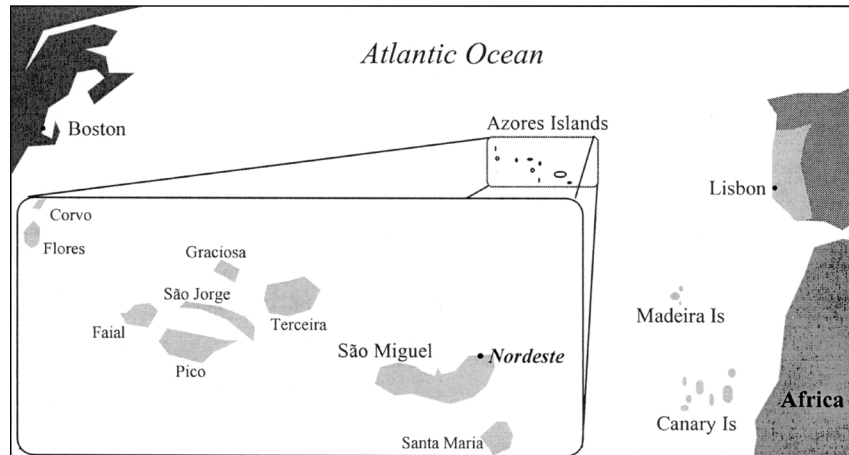 Atlantic Ocean
Azores Islands
Boston
Lisbon
Corvo
Flores
Graciosa
São Jorge
Terceira
Faial
Pico
São Miguel
Nordeste
Santa Maria
Madeira Is
Africa
Canary Is